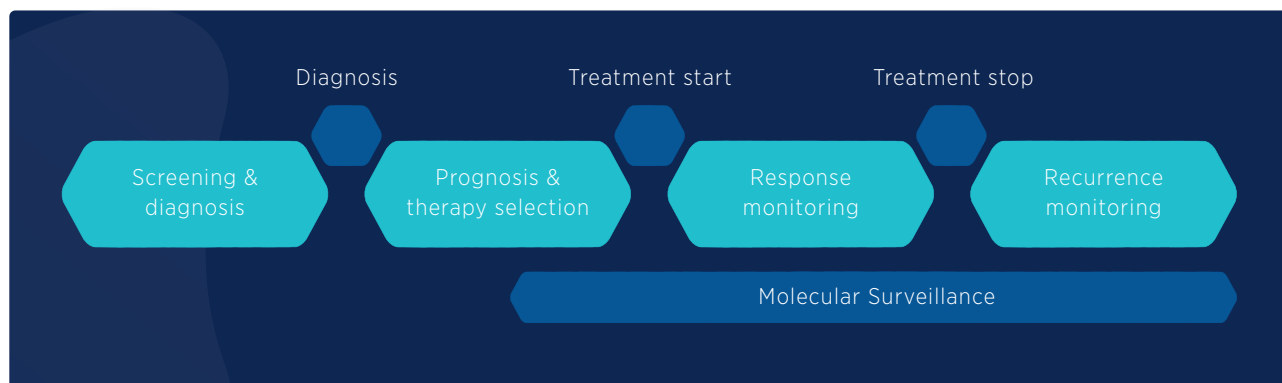 Diagnosis
Treatment start
Treatment stop
Screening &
diagnosis
Prognosis &
therapy selection
Response
monitoring
Recurrence
monitoring
Molecular Surveillance